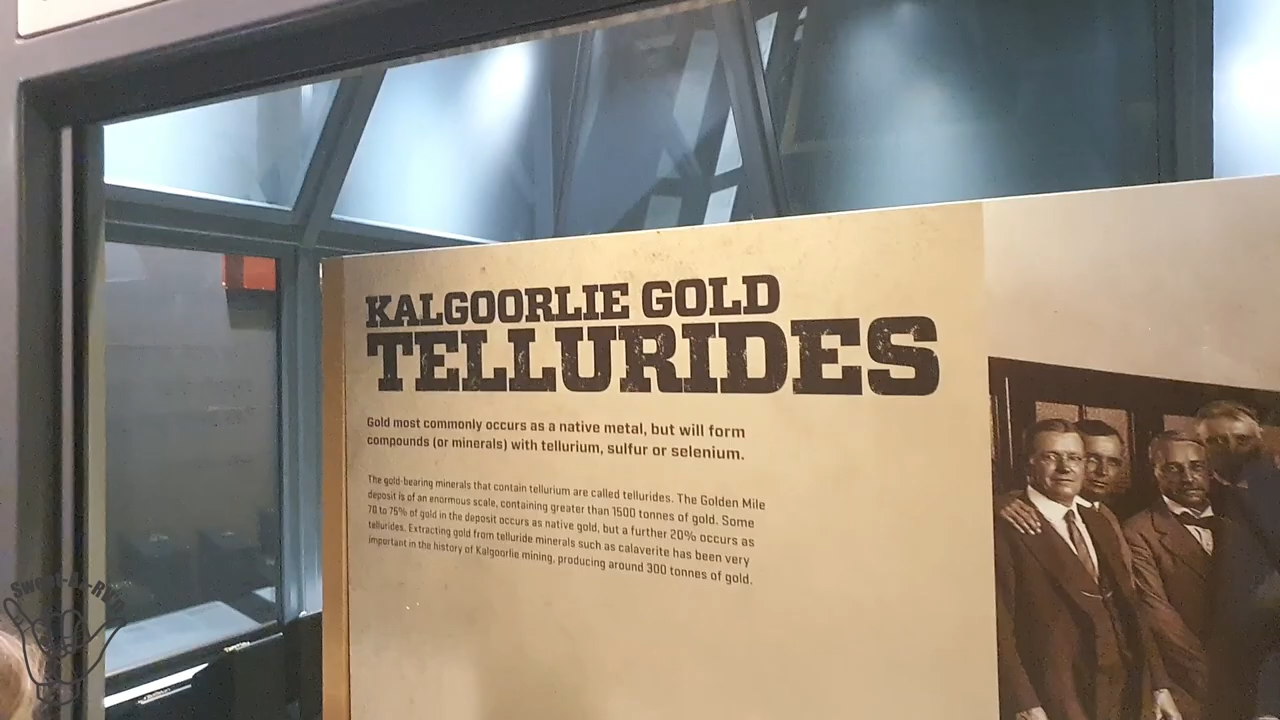 KALGOORLIE GOLD
TELLURIDES
Gold most commonly occurs as a native metal, but will form
compounds (or minerals) with tellurium, sulfur or selenium.
The gold-bearing minerals that contain tellurium are called tellurides. The Golden Mile
deposit is of an enormous scale, containing greater than 1500 tonnes of gold. Some
70 to 75% of gold in the deposit occurs as native gold, but a further 20% occurs as
tellurides. Extracting gold from telluride minerals such as calaverite has been very
important in the history of Kalgoorlie mining, producing around 300 tonnes of gold.